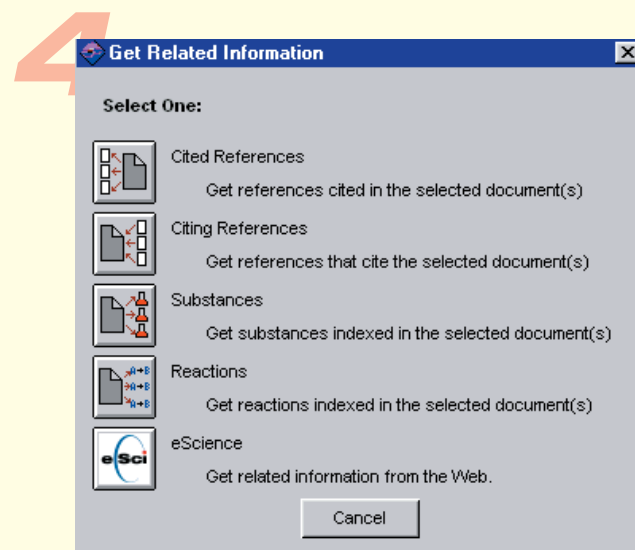 4
Get Related Information
Select One:
Cited References
Get references cited in the selected document(s)
Citing References
Get references that cite the selected document(s)
Substances
Get substances indexed in the selected document(s)
A→B
A→B
A→B
Reactions
Get reactions indexed in the selected document(s)
eSci
eScience
Get related information from the Web.
Cancel